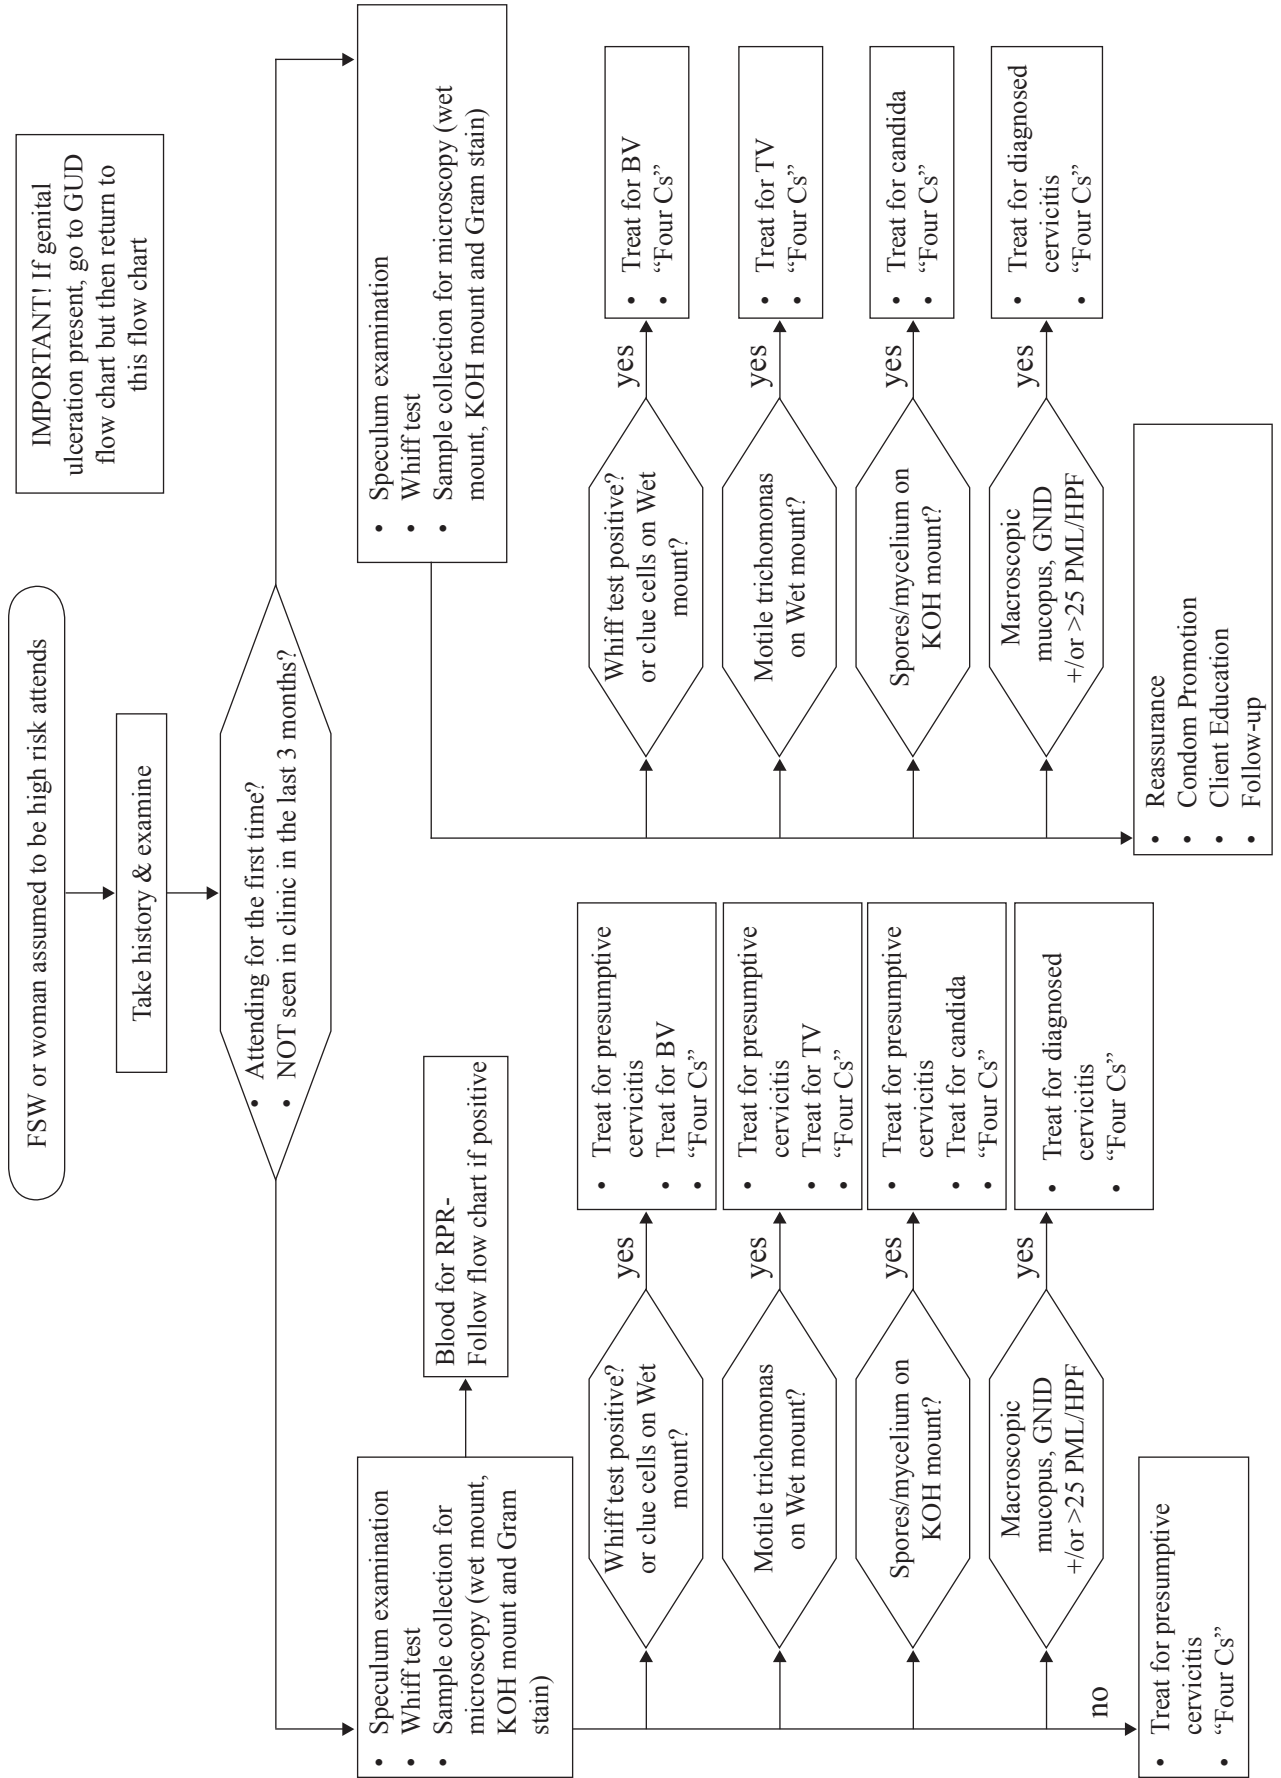 FSW or woman assumed to be high risk attends
IMPORTANT! If genital
ulceration present, go to GUD
flow chart but then return to
this flow chart
Take history & examine
• Attending for the first time?
• NOT seen in clinic in the last 3 months?
• Speculum examination
• Whiff test
• Sample collection for
microscopy (wet mount,
KOH mount and Gram
stain)
Blood for RPR-
Follow flow chart if positive
Whiff test positive?
or clue cells on Wet
mount?
yes
• Treat for presumptive
cervicitis
• Treat for BV
• “Four Cs”
Motile trichomonas
on Wet mount?
yes
• Treat for presumptive
cervicitis
• Treat for TV
• “Four Cs”
Spores/mycelium on
KOH mount?
yes
• Treat for presumptive
cervicitis
• Treat for candida
• “Four Cs”
Macroscopic
mucopus, GNID
+/or >25 PML/HPF
yes
• Treat for diagnosed
cervicitis
• “Four Cs”
no
• Treat for presumptive
cervicitis
• “Four Cs”
• Speculum examination
• Whiff test
• Sample collection for microscopy (wet
mount, KOH mount and Gram stain)
Whiff test positive?
or clue cells on Wet
mount?
yes
• Treat for BV
• “Four Cs”
Motile trichomonas
on Wet mount?
yes
• Treat for TV
• “Four Cs”
Spores/mycelium on
KOH mount?
yes
• Treat for candida
• “Four Cs”
Macroscopic
mucopus, GNID
+/or >25 PML/HPF
yes
• Treat for diagnosed
cervicitis
• “Four Cs”
• Reassurance
• Condom Promotion
• Client Education
• Follow-up